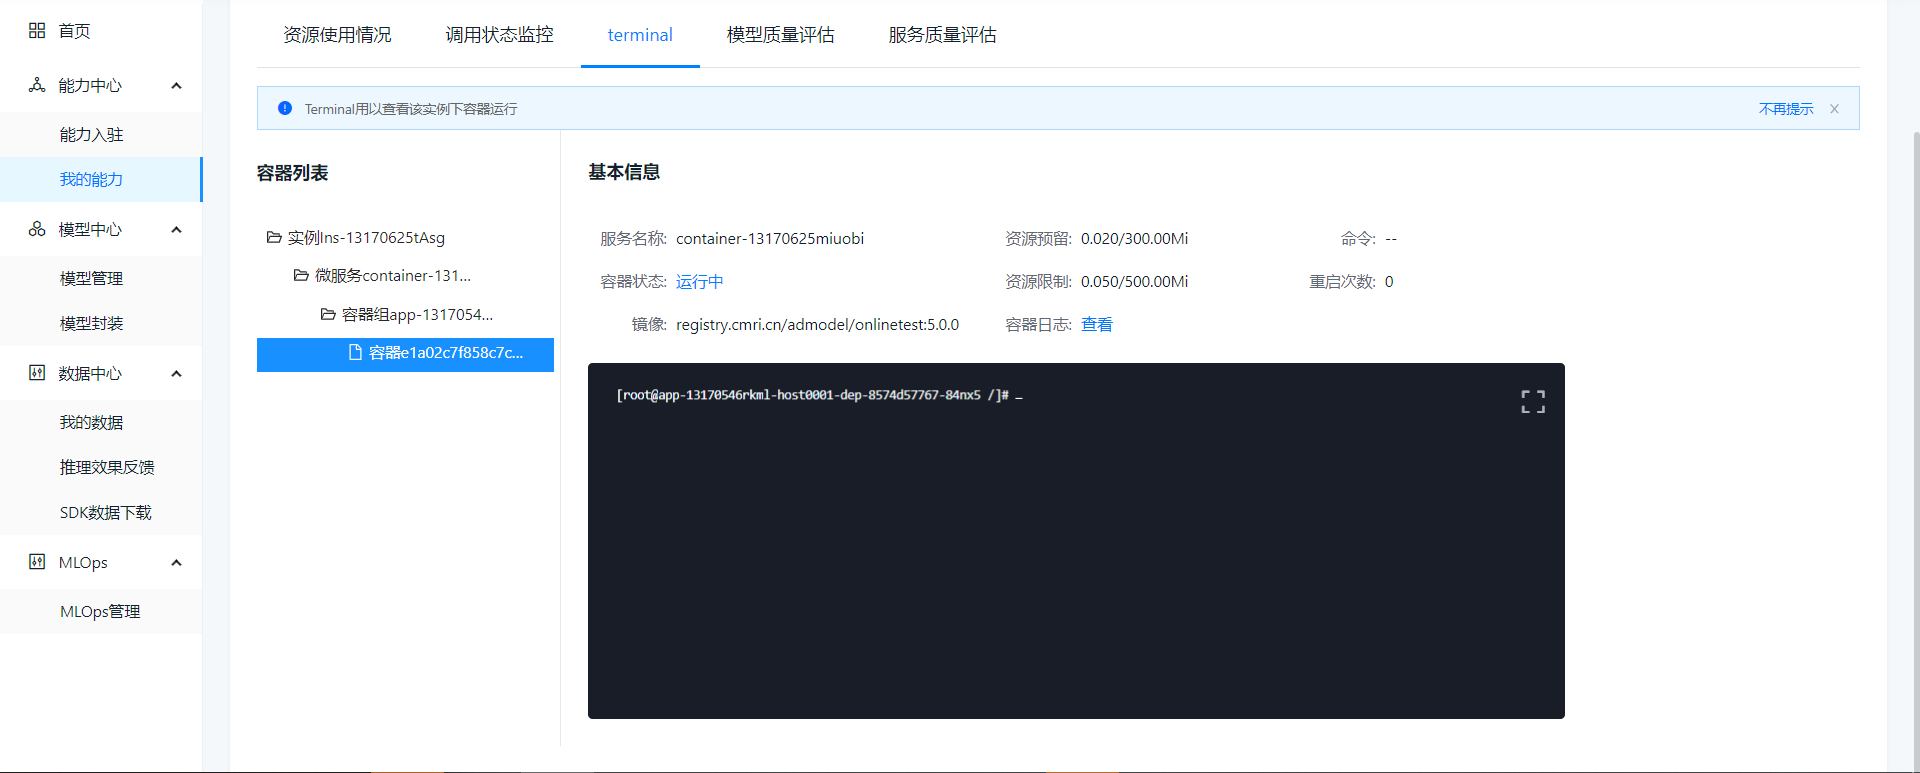 首页
能力中心
能力入驻
我的能力
模型中心
模型管理
模型封装
数据中心
我的数据
推理效果反馈
SDK数据下载
MLOps
MLOps管理
资源使用情况 调用状态监控 terminal 模型质量评估 服务质量评估
Terminal用以查看该实例下容器运行 不再提示
容器列表
实例Ins-13170625tAsg
微服务container-131...
容器组app-1317054...
容器e1a02c7f858c7c...
基本信息
服务名称: container-13170625miuobi 资源预留: 0.020/300.00Mi 命令: --
容器状态: 运行中 资源限制: 0.050/500.00Mi 重启次数: 0
镜像: registry.cmri.cn/admodel/onlinetest:5.0.0 容器日志: 查看
[root@app-13170546rkml-host0001-dep-8574d57767-84nx5 /]# _